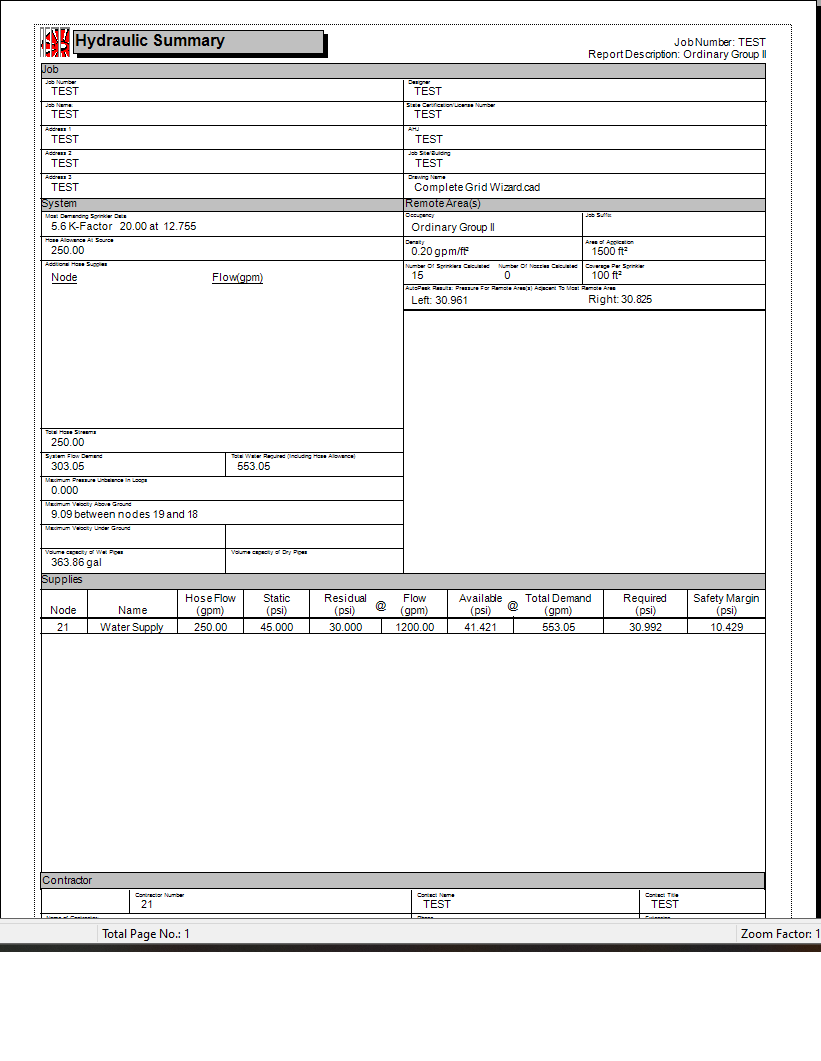 Hydraulic Summary
Job Number: TEST
Report Description: Ordinary Group II
Job
Job Number
TEST
Designer
TEST
Job Name:
TEST
State Certification/License Number
TEST
Address 1
TEST
AHJ
TEST
Address 2
TEST
Job Site/Building
TEST
Address 3
TEST
Drawing Name
Complete Grid Wizard.cad
System
Remote Area(s)
Most Demanding Sprinkler Data
5.6 K-Factor 20.00 at 12.755
Occupancy
Ordinary Group II
Job Suffix
Hose Allowance At Source
250.00
Density
0.20 gpm/ft²
Area of Application
1500 ft²
Additional Hose Supplies
Node Flow(gpm)
Number Of Sprinklers Calculated
15
Number Of Nozzles Calculated
0
Coverage Per Sprinkler
100 ft²
AutoPeak Results: Pressure For Remote Area(s) Adjacent To Most Remote Area
Left: 30.961 Right: 30.825
Total Hose Streams
250.00
System Flow Demand
303.05
Total Water Required (Including Hose Allowance)
553.05
Maximum Pressure Unbalance In Loops
0.000
Maximum Velocity Above Ground
9.09 between nodes 19 and 18
Maximum Velocity Under Ground
Volume capacity of Wet Pipes
363.86 gal
Volume capacity of Dry Pipes
Supplies
Hose Flow Static Residual Flow Available Total Demand Required Safety Margin
Node Name (gpm) (psi) (psi) @ (gpm) (psi) @ (gpm) (psi) (psi)
21 Water Supply 250.00 45.000 30.000 1200.00 41.421 553.05 30.992 10.429
Contractor
Contractor Number
21
Contact Name
TEST
Contact Title
TEST
Total Page No.: 1
Zoom Factor: 1